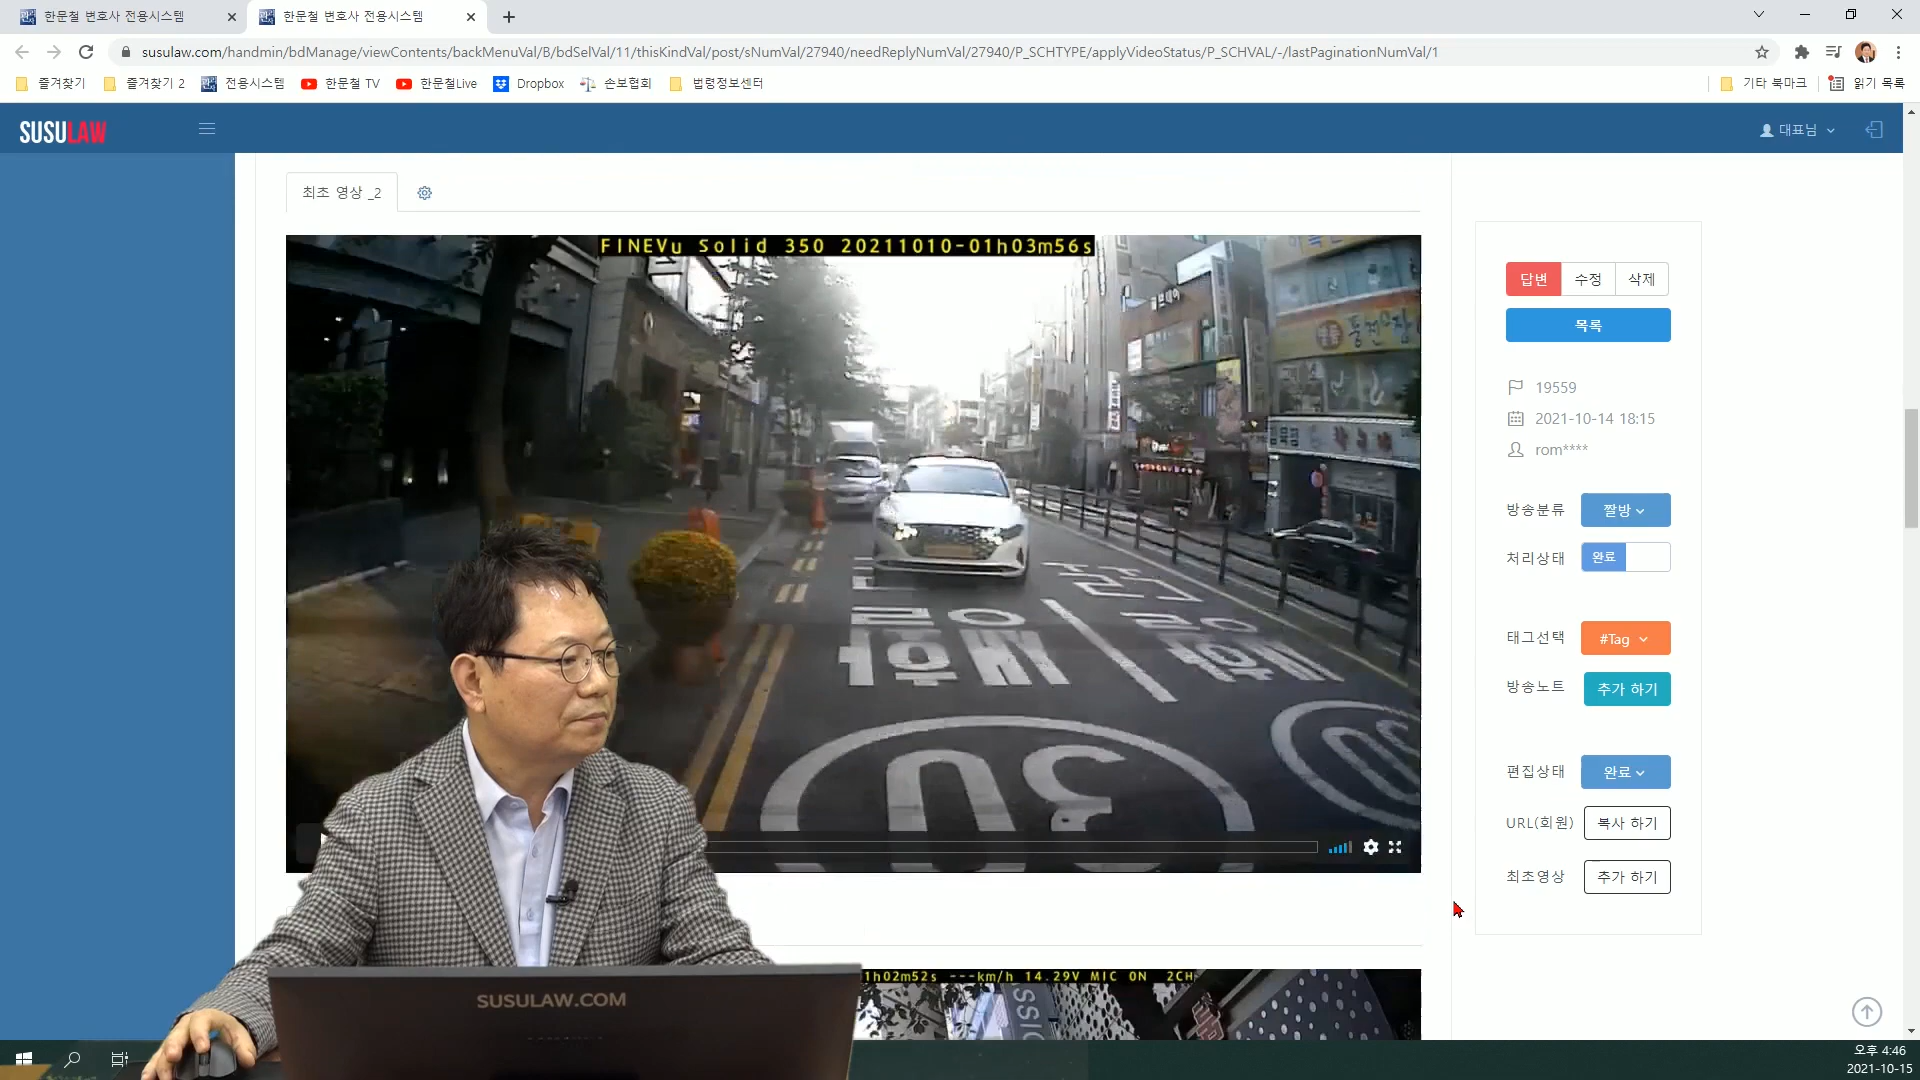 한문철 변호사 전용시스템
한문철 변호사 전용시스템
susulaw.com/handmin/bdManage/viewContents/backMenuVal/B/bdSelVal/11/thisKindVal/post/sNumVal/27940/needReplyNumVal/27940/P_SCHTYPE/applyVideoStatus/P_SCHVAL/-/lastPaginationNumVal/1
즐겨찾기 즐겨찾기 2 전용시스템 한문철 TV 한문철Live Dropbox 손보협회 법령정보센터 기타 북마크 읽기 목록
SUSULAW 대표님
최초 영상 _2
FINEVu Solid 350 20211010-01h03m56s
답변 수정 삭제
목록
19559
2021-10-14 18:15
rom****
방송분류 짤방
처리상태 완료
태그선택 #Tag
방송노트 추가 하기
편집상태 완료
URL(회원) 복사 하기
최초영상 추가 하기
30
1h02m52s ---km/h 14.29V MIC ON 2CH
SUSULAW.COM
오후 4:46
2021-10-15